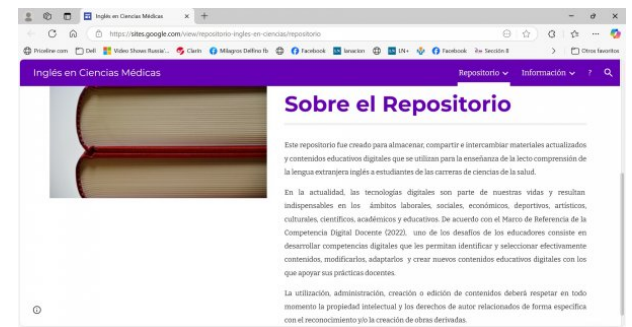 Inglés en Ciencias Médicas
https://sites.google.com/view/repositorio-ingles-en-ciencias/repositorio
Priceline.com Dell Video Shows Russia'... Clarín Milagros Delfino fb Facebook lanacion LN+ Facebook Sección 8 Otros favoritos
Inglés en Ciencias Médicas Repositorio Información ?
Sobre el Repositorio
Este repositorio fue creado para almacenar, compartir e intercambiar materiales actualizados
y contenidos educativos digitales que se utilizan para la enseñanza de la lecto comprensión de
la lengua extranjera inglés a estudiantes de las carreras de ciencias de la salud.
En la actualidad, las tecnologías digitales son parte de nuestras vidas y resultan
indispensables en los ámbitos laborales, sociales, económicos, deportivos, artísticos,
culturales, científicos, académicos y educativos. De acuerdo con el Marco de Referencia de la
Competencia Digital Docente (2022), uno de los desafíos de los educadores consiste en
desarrollar competencias digitales que les permitan identificar y seleccionar efectivamente
contenidos, modificarlos, adaptarlos y crear nuevos contenidos educativos digitales con los
que apoyar sus prácticas docentes.
La utilización, administración, creación o edición de contenidos deberá respetar en todo
momento la propiedad intelectual y los derechos de autor relacionados de forma específica
con el reconocimiento y/o la creación de obras derivadas.